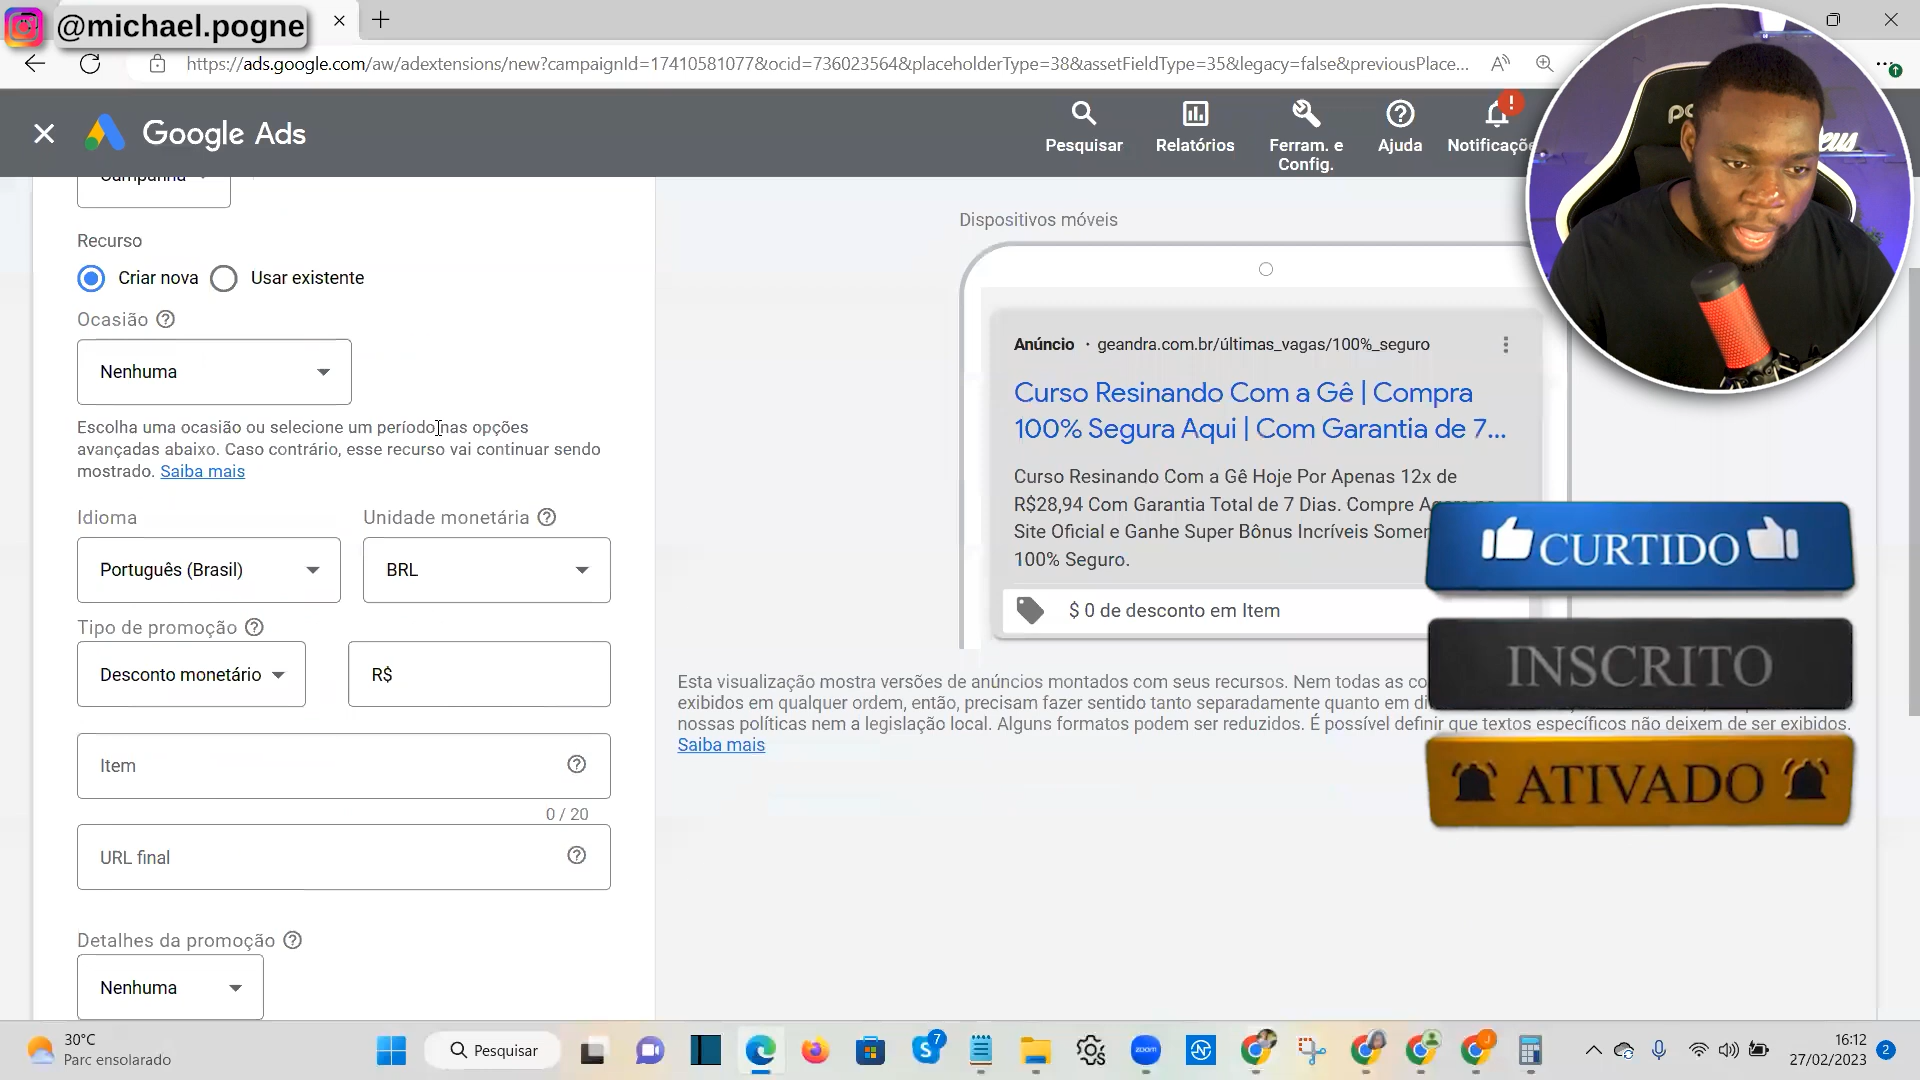 @michael.pogne
https://ads.google.com/aw/adextensions/new?campaignId=17410581077&ocid=736023564&placeholderType=38&assetFieldType=35&legacy=false&previousPlace...
Google Ads
Pesquisar
Relatórios
Ferram. e
Config.
Ajuda
Notificaçõe
Campanha
Recurso
Criar nova
Usar existente
Ocasião
Nenhuma
Escolha uma ocasião ou selecione um período nas opções
avançadas abaixo. Caso contrário, esse recurso vai continuar sendo
mostrado. Saiba mais
Idioma
Unidade monetária
Português (Brasil)
BRL
Tipo de promoção
Desconto monetário
R$
Item
0 / 20
URL final
Detalhes da promoção
Nenhuma
Dispositivos móveis
Anúncio · geandra.com.br/últimas_vagas/100%_seguro
Curso Resinando Com a Gê | Compra
100% Segura Aqui | Com Garantia de 7...
Curso Resinando Com a Gê Hoje Por Apenas 12x de
R$28,94 Com Garantia Total de 7 Dias. Compre
Site Oficial e Ganhe Super Bônus Incríveis Somen
100% Seguro.
$ 0 de desconto em Item
Esta visualização mostra versões de anúncios montados com seus recursos. Nem todas as co
exibidos em qualquer ordem, então, precisam fazer sentido tanto separadamente quanto em di
nossas políticas nem a legislação local. Alguns formatos podem ser reduzidos. É possível definir que textos específicos não deixem de ser exibidos.
Saiba mais
CURTIDO
INSCRITO
ATIVADO
30°C
Parc ensolarado
Pesquisar
7
zoom
16:12
27/02/2023
2